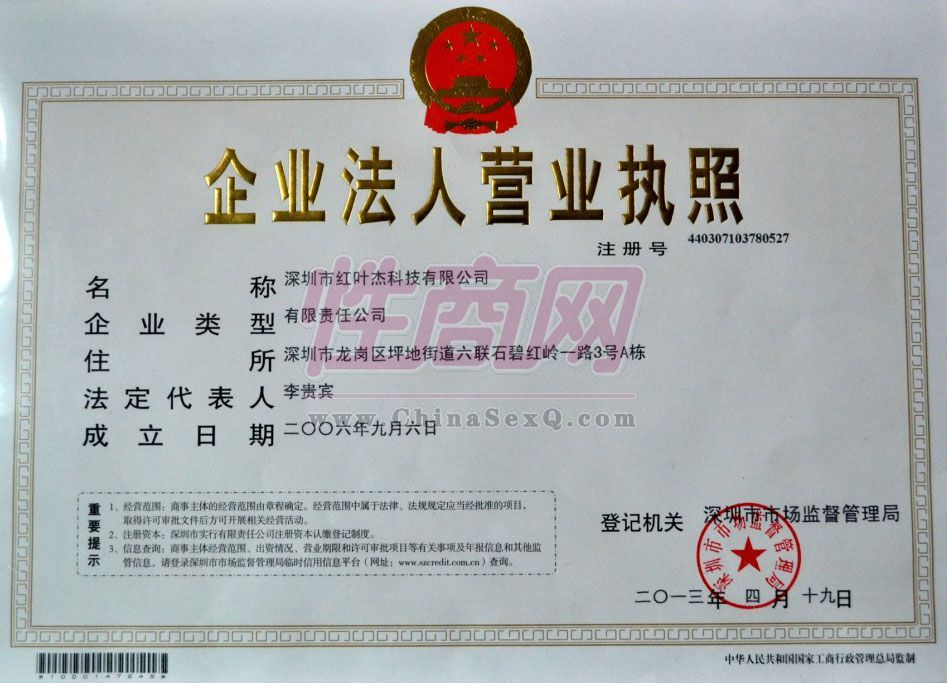 企业法人营业执照
注册号 440307103780527
名称 深圳市红叶杰科技有限公司
企业类型 有限责任公司
住所 深圳市龙岗区坪地街道六联石碧红岭一路3号A栋
法定代表人 李贵宾
成立日期 二〇〇六年九月六日
性商网
www.ChinaSexQ.com
重要提示
1、经营范围:商事主体的经营范围由章程确定。经营范围中属于法律、法规规定应当经批准的项目,
取得许可审批文件后方可开展相关经营活动。
2、注册资本:深圳市实行有限责任公司注册资本认缴登记制度。
3、信息查询:商事主体经营范围、出资情况、营业期限和许可审批项目等有关事项及年报信息和其他监
管信息,请登录深圳市市场监督管理局临时信用信息平台(网址:www.szcredit.com.cn)查询。
登记机关 深圳市市场监督管理局
深圳市市场监督管理局
二〇一三年 四月 十九日
中华人民共和国国家工商行政管理总局监制